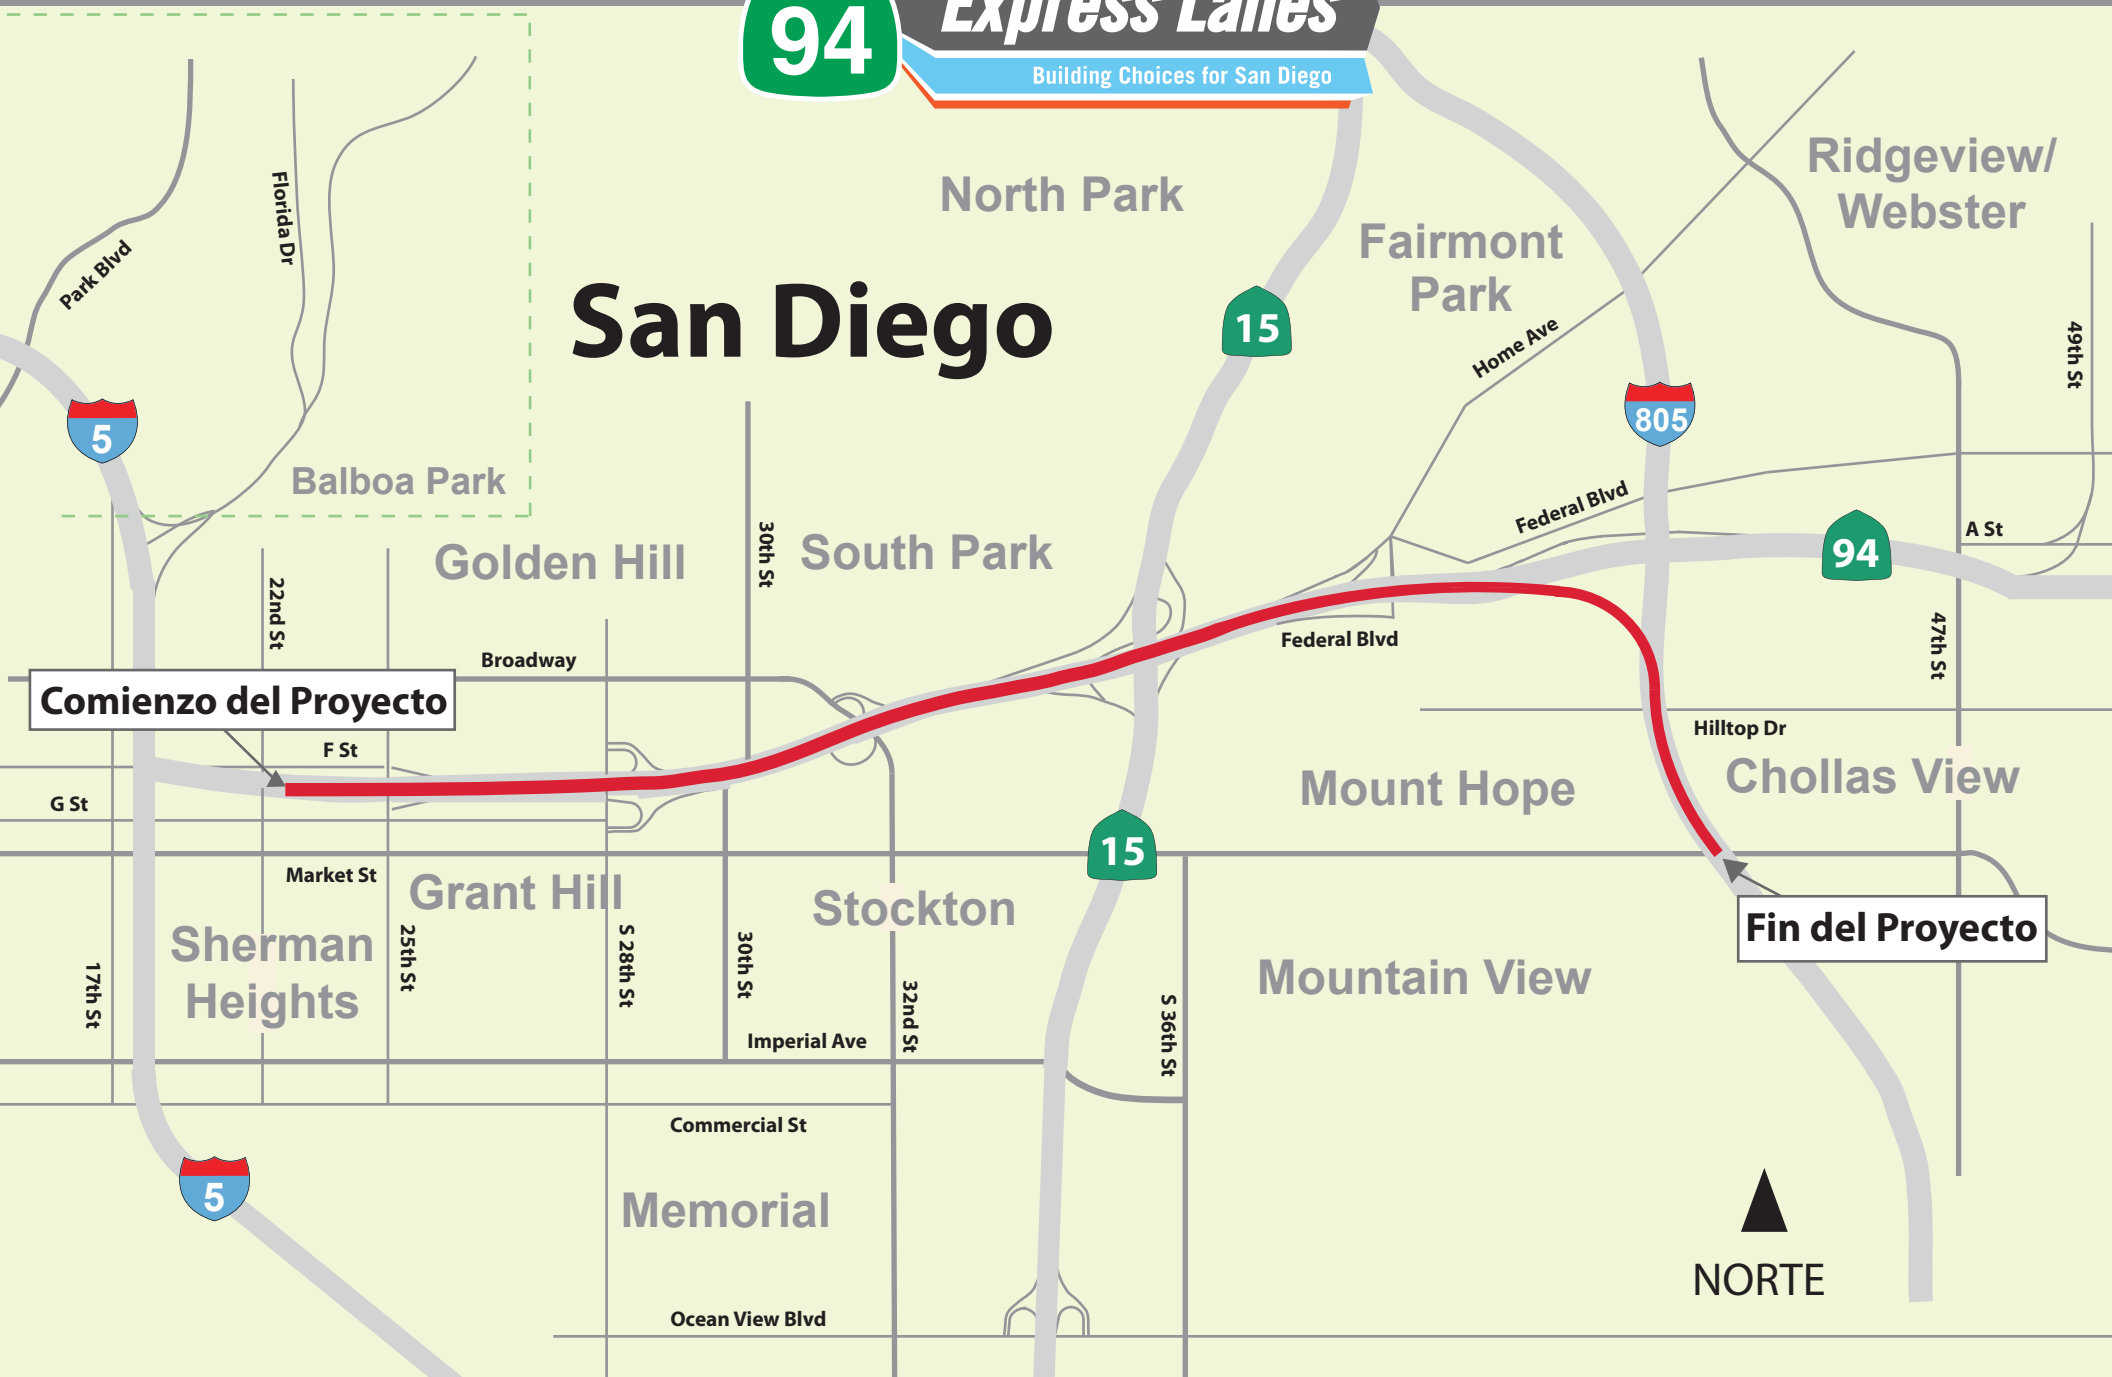 94
Express Lanes
Building Choices for San Diego
Ridgeview/
Webster
North Park
Florida Dr
Park Blvd
Fairmont
Park
San Diego
15
Home Ave
49th St
5
805
Balboa Park
Federal Blvd
30th St
South Park
Golden Hill
A St
94
22nd St
Federal Blvd
47th St
Broadway
Comienzo del Proyecto
F St
Hilltop Dr
Chollas View
Mount Hope
G St
15
Market St
Grant Hill
Stockton
Fin del Proyecto
Sherman
Heights
25th St
S 28th St
30th St
Mountain View
17th St
32nd St
S 36th St
Imperial Ave
Commercial St
5
Memorial
NORTE
Ocean View Blvd